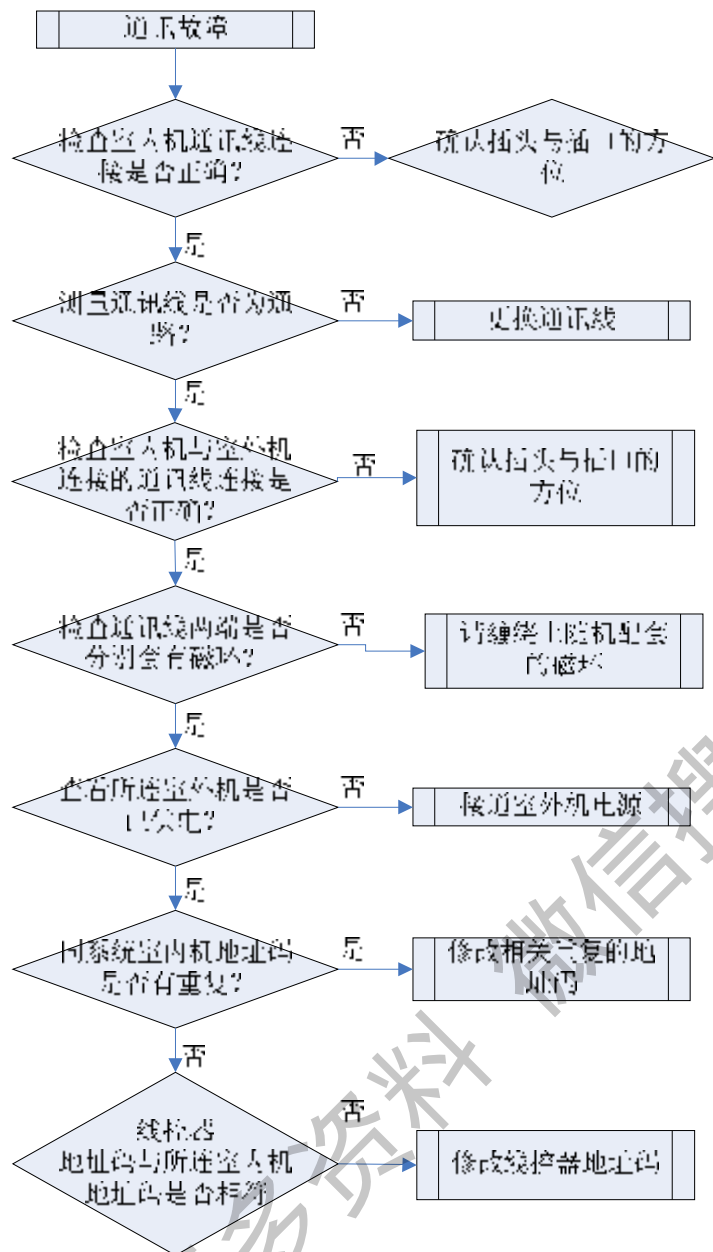 通讯故障
检查室内机通讯线连
接是否正确?
否
确认插头与插口的方
位
是
测量通讯线是否为通
路?
否
更换通讯线
是
检查室内机与室外机
连接的通讯线连接是
否正确?
否
确认插头与插口的
方位
是
检查通讯线两端是否
分别套有磁环?
否
请缠绕上随机配套
的磁环
是
查看所连室外机是否
已供电?
否
接通室外机电源
是
同系统室内机地址码
是否有重复?
是
修改相关重复的地
址码
否
线控器
地址码与所连室内机
地址码是否相符
否
修改线控器地址码
多资料 微信搜